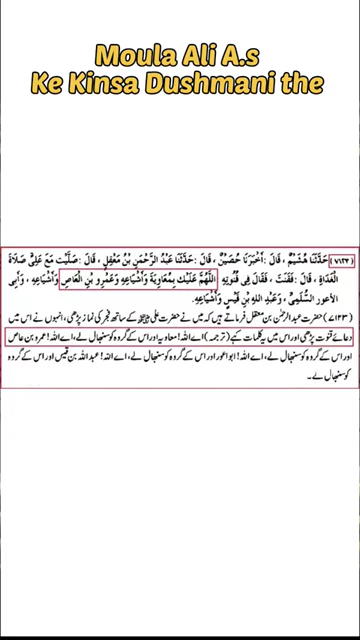 Moula Ali A.s
Ke Kinsa Dushmani the
(٧١٢٣) حَدَّثَنَا هُشَيْمٌ ، قَالَ : أَخْبَرَنَا حُصَيْنٌ ، قَالَ : حَدَّثَنَا عَبْدُ الرَّحْمَنِ بْنُ مَعْقِلٍ ، قَالَ : صَلَّيْت مَعَ عَلِيٍّ صَلَاةَ
الْغَدَاةِ ، قَالَ : فَقَنَتَ ، فَقَالَ فِي قُنُوتِهِ اللَّهُمَّ عَلَيْك بِمُعَاوِيَةَ وَأَشْيَاعِهِ وَعَمْرِو بْنِ الْعَاصِ وَأَشْيَاعِهِ ، وَأَبِي
الأعور السُّلَمِيِّ ، وَعَبْدِ اللهِ بْنِ قَيْسٍ وَأَشْيَاعِهِ.
(٧١٢٣) حضرت عبدالرحمٰن بن معقل فرماتے ہیں کہ میں نے حضرت علی کے ساتھ فجر کی نماز پڑھی، انہوں نے اس میں
دعائے قنوت پڑھی اور اس میں یہ کلمات کہے (ترجمہ) اے اللہ! معاویہ اور اس کے گروہ کو سنبھال لے، اے اللہ! عمرو بن عاص
اور اس کے گروہ کو سنبھال لے، اے اللہ! ابو اعور اور اس کے گروہ کو سنبھال لے، اے اللہ! عبداللہ بن قیس اور اس کے گروہ
کو سنبھال لے۔